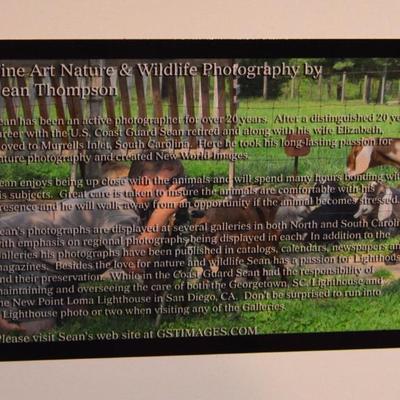 ine Art Nature & Wildlife Photography by
ean Thompson
ean has been an active photographer for over 20 years. After a distinguished 20 ye
areer with the U.S. Coast Guard Sean retired and along with his wife Elizabeth,
oved to Murrells Inlet, South Carolina. Here he took his long-lasting passion for
ature photography and created New World Images.
ean enjoys being up close with the animals and will spend many hours bonding wit
is subjects. Great care is taken to insure the animals are comfortable with his
resence and he will walk away from an opportunity if the animal becomes stressed.
ean's photographs are displayed at several galleries in both North and South Caroli
ith emphasis on regional photographs being displayed in each? In addition to the
alleries his photographs have been published in catalogs, calendars, newspapers an
agazines. Besides the love for nature and wildlife Sean has a passion for Lighthous
nd their preservation. While in the Coast Guard Sean had the responsibility of
aintaining and overseeing the care of both the Georgetown, SC. Lighthouse and
he New Point Loma Lighthouse in San Diego, CA. Don't be surprised to run into
Lighthouse photo or two when visiting any of the Galleries.
Please visit Sean's web site at GSTIMAGES.COM